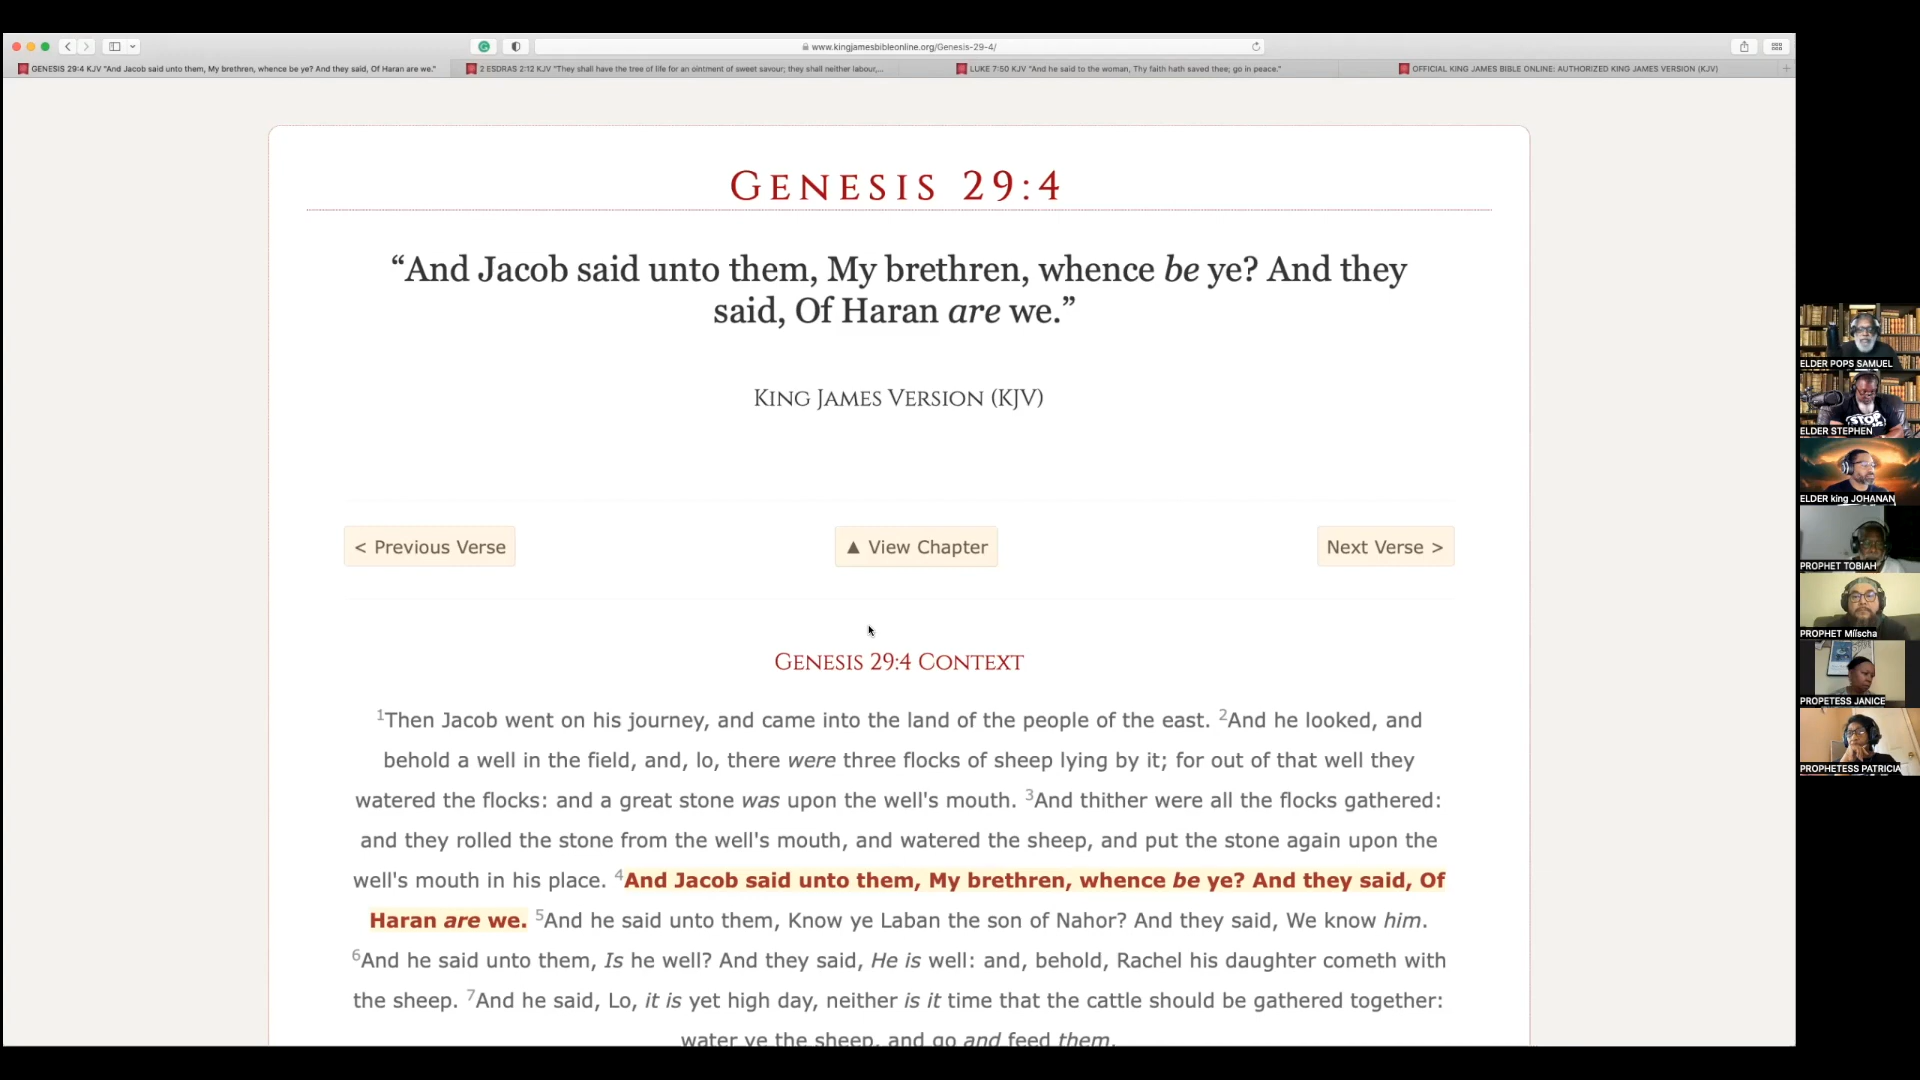 www.kingjamesbibleonline.org/Genesis-29-4/
GENESIS 29:4 KJV "And Jacob said unto them, My brethren, whence be ye? And they said, Of Haran are we."
2 ESDRAS 2:12 KJV "They shall have the tree of life for an ointment of sweet savour; they shall neither labour,...
LUKE 7:50 KJV "And he said to the woman, Thy faith hath saved thee; go in peace."
OFFICIAL KING JAMES BIBLE ONLINE: AUTHORIZED KING JAMES VERSION (KJV)
GENESIS 29:4
“And Jacob said unto them, My brethren, whence be ye? And they
said, Of Haran are we.”
KING JAMES VERSION (KJV)
< Previous Verse
▲ View Chapter
Next Verse >
GENESIS 29:4 CONTEXT
1Then Jacob went on his journey, and came into the land of the people of the east. 2And he looked, and
behold a well in the field, and, lo, there were three flocks of sheep lying by it; for out of that well they
watered the flocks: and a great stone was upon the well's mouth. 3And thither were all the flocks gathered:
and they rolled the stone from the well's mouth, and watered the sheep, and put the stone again upon the
well's mouth in his place. 4And Jacob said unto them, My brethren, whence be ye? And they said, Of
Haran are we. 5And he said unto them, Know ye Laban the son of Nahor? And they said, We know him.
6And he said unto them, Is he well? And they said, He is well: and, behold, Rachel his daughter cometh with
the sheep. 7And he said, Lo, it is yet high day, neither is it time that the cattle should be gathered together:
water ye the sheep, and go and feed them.
ELDER POPS SAMUEL
STOP
ELDER STEPHEN
ELDER king JOHANAN
PROPHET TOBIAH
PROPHET Miìscha
PROPETESS JANICE
PROPHETESS PATRICIA